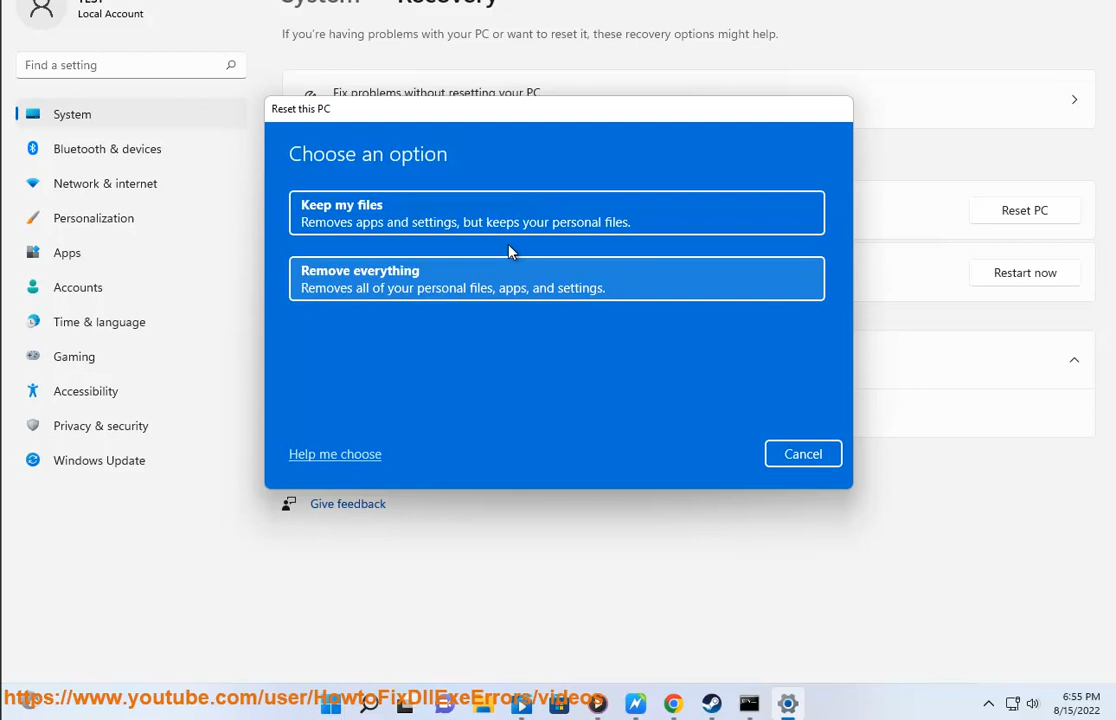 TEST
Local Account
System
Recovery
If you're having problems with your PC or want to reset it, these recovery options might help.
Find a setting
Fix problems without resetting your PC
Reset this PC
System
Choose an option
Bluetooth & devices
Network & internet
Keep my files
Removes apps and settings, but keeps your personal files.
Reset PC
Personalization
Apps
Remove everything
Removes all of your personal files, apps, and settings.
Restart now
Accounts
Time & language
Gaming
Accessibility
Privacy & security
Windows Update
Help me choose
Cancel
Give feedback
https://www.youtube.com/user/HowtoFixDllExeErrors/videos
6:55 PM
8/15/2022